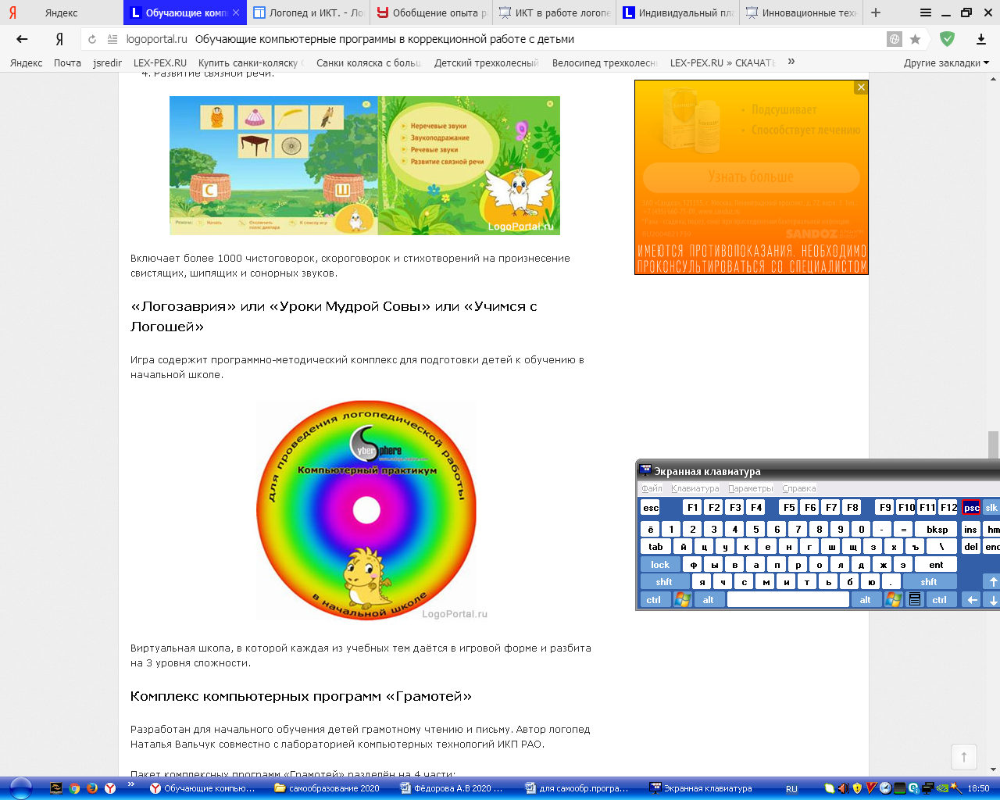 Яндекс
Обучающие комп
Логопед и ИКТ. - Ло
Обобщение опыта р
ИКТ в работе логопе
Индивидуальный пла
Инновационные техн
logoportal.ru Обучающие компьютерные программы в коррекционной работе с детьми
Яндекс Почта jsredir LEX-PEX.RU Купить санки-коляску Санки коляска с больш Детский трехколесный Велосипед трехколесн LEX-PEX.RU » СКАЧАТЬ » Другие закладки
4. Развитие связной речи.
Неречевые звуки
Звукоподражание
Речевые звуки
Развитие связной речи
С Ш
Режим: Начать Отключить голос диктора К списку игр
LogoPortal.ru
Подсушивает
Способствует лечению
Узнать больше
SANDOZ
ИМЕЮТСЯ ПРОТИВОПОКАЗАНИЯ. НЕОБХОДИМО
ПРОКОНСУЛЬТИРОВАТЬСЯ СО СПЕЦИАЛИСТОМ
Включает более 1000 чистоговорок, скороговорок и стихотворений на произнесение
свистящих, шипящих и сонорных звуков.
«Логозаврия» или «Уроки Мудрой Совы» или «Учимся с
Логошей»
Игра содержит программно-методический комплекс для подготовки детей к обучению в
начальной школе.
для проведения логопедической работы
yber Sphere
Компьютерный практикум
в начальной школе
LogoPortal.ru
Виртуальная школа, в которой каждая из учебных тем даётся в игровой форме и разбита
на 3 уровня сложности.
Комплекс компьютерных программ «Грамотей»
Разработан для начального обучения детей грамотному чтению и письму. Автор логопед
Наталья Вальчук совместно с лабораторией компьютерных технологий ИКП РАО.
Пакет комплексных программ «Грамотей» разделён на 4 части:
Экранная клавиатура
Файл Клавиатура Параметры Справка
esc F1 F2 F3 F4 F5 F6 F7 F8 F9 F10 F11 F12 psc slk
ё 1 2 3 4 5 6 7 8 9 0 - = bksp ins hm
tab й ц у к е н г ш щ з х ъ \ del end
lock ф ы в а п р о л д ж э ent
shft я ч с м и т ь б ю . shft ↑
ctrl alt alt ctrl ← ↓
» Обучающие компью... самообразование 2020 Фёдорова А.В 2020 ... для самообр.програ... Экранная клавиатура RU 18:50